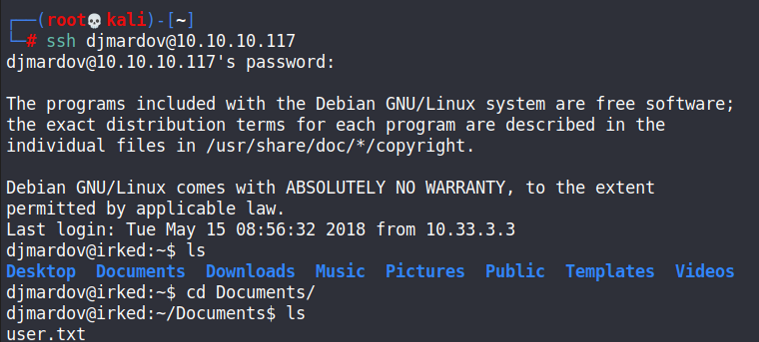 ┌──(root💀kali)-[~]
└─# ssh djmardov@10.10.10.117
djmardov@10.10.10.117's password:
The programs included with the Debian GNU/Linux system are free software;
the exact distribution terms for each program are described in the
individual files in /usr/share/doc/*/copyright.
Debian GNU/Linux comes with ABSOLUTELY NO WARRANTY, to the extent
permitted by applicable law.
Last login: Tue May 15 08:56:32 2018 from 10.33.3.3
djmardov@irked:~$ ls
Desktop  Documents  Downloads  Music  Pictures  Public  Templates  Videos
djmardov@irked:~$ cd Documents/
djmardov@irked:~/Documents$ ls
user.txt